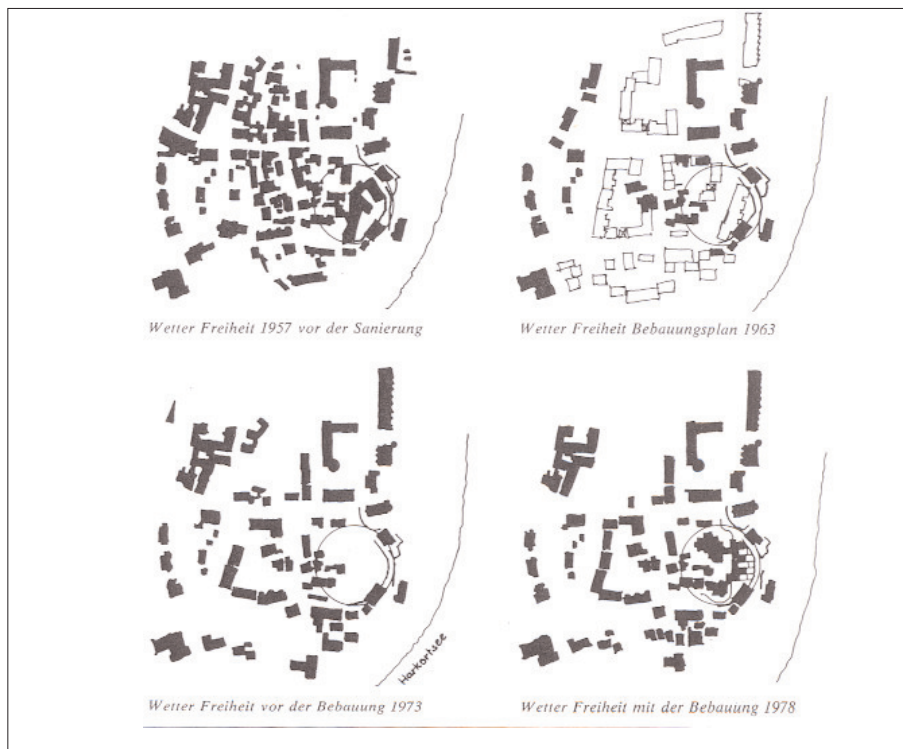 Wetter Freiheit 1957 vor der Sanierung
Wetter Freiheit Bebauungsplan 1963
Harkortsee
Wetter Freiheit vor der Bebauung 1973
Wetter Freiheit mit der Bebauung 1978